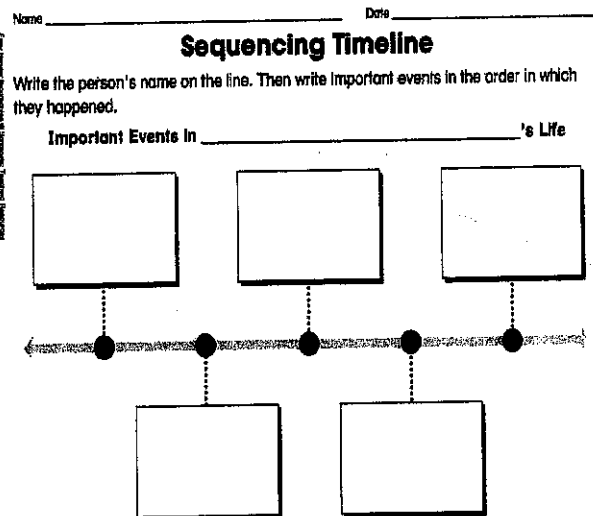 Name Date
Sequencing Timeline
Write the person's name on the line. Then write important events in the order in which
they happened.
Important Events in 's Life